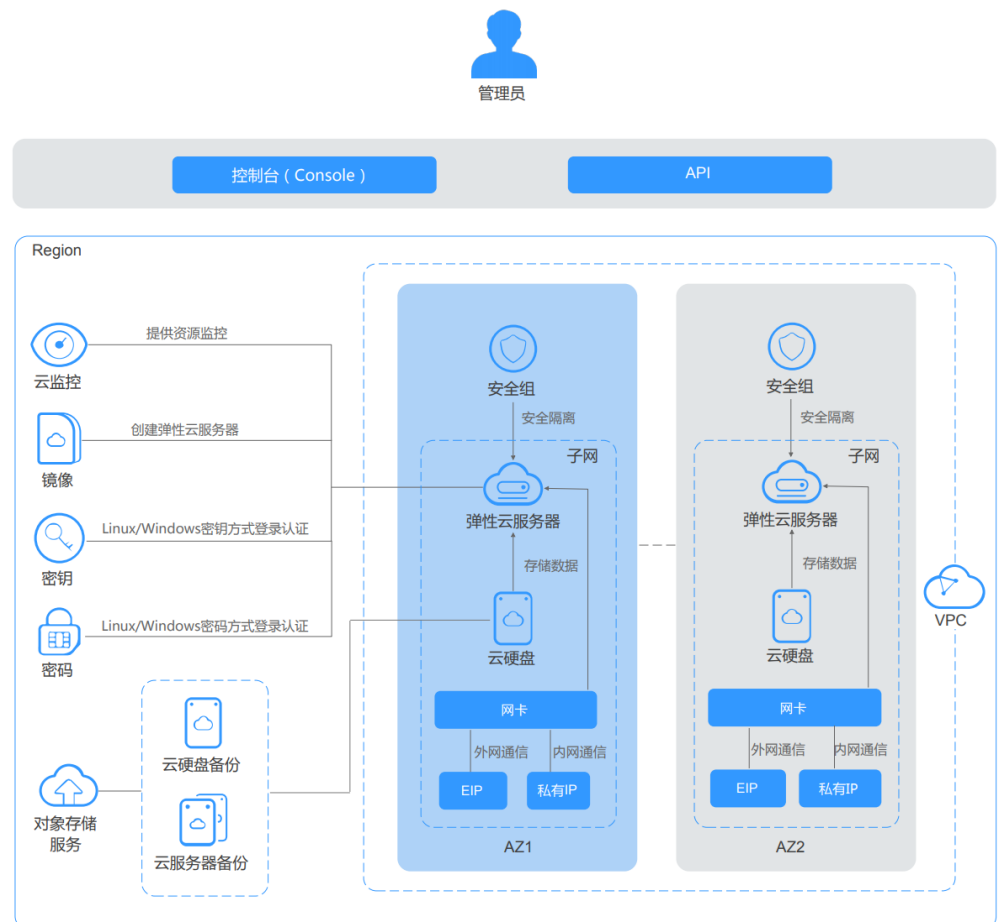 管理员
控制台（Console）
API
Region
提供资源监控
云监控
创建弹性云服务器
镜像
Linux/Windows密钥方式登录认证
密钥
Linux/Windows密码方式登录认证
密码
云硬盘备份
对象存储
服务
云服务器备份
安全组
安全隔离
子网
弹性云服务器
存储数据
云硬盘
网卡
外网通信
内网通信
EIP
私有IP
AZ1
安全组
安全隔离
子网
弹性云服务器
存储数据
云硬盘
网卡
外网通信
内网通信
EIP
私有IP
AZ2
VPC